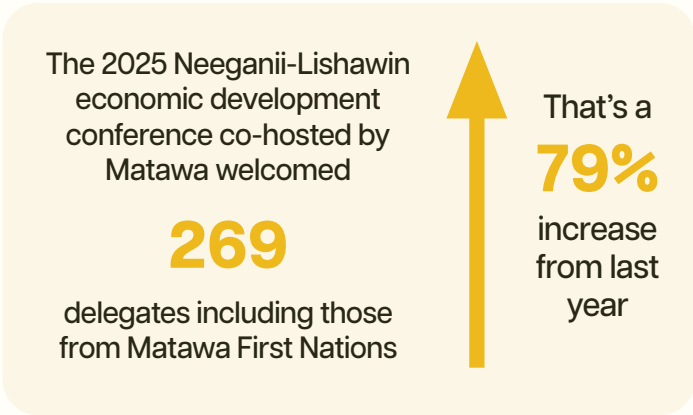 The 2025 Neeganii-Lishawin
economic development
conference co-hosted by
Matawa welcomed
269
delegates including those
from Matawa First Nations
That’s a
79%
increase
from last
year